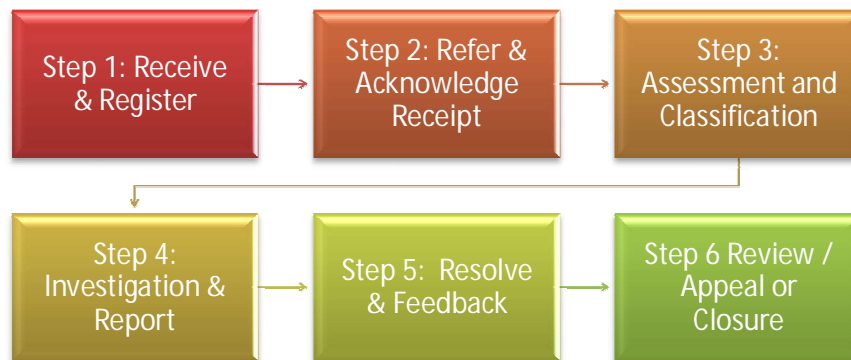 Step 1: Receive
& Register
Step 2: Refer &
Acknowledge
Receipt
Step 3:
Assessment and
Classification
Step 4:
Investigation &
Report
Step 5:  Resolve
& Feedback
Step 6 Review /
Appeal or
Closure